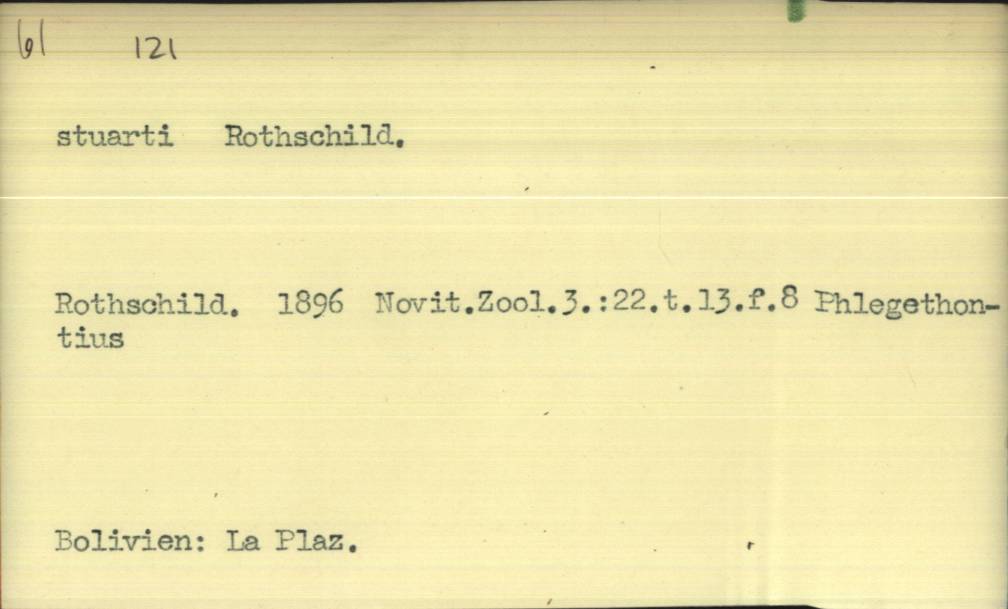 61 121
stuarti Rothschild.
Rothschild. 1896 Novit.Zool.3.:22.t.13.f.8 Phlegethon-
tius
Bolivien: La Plaz.